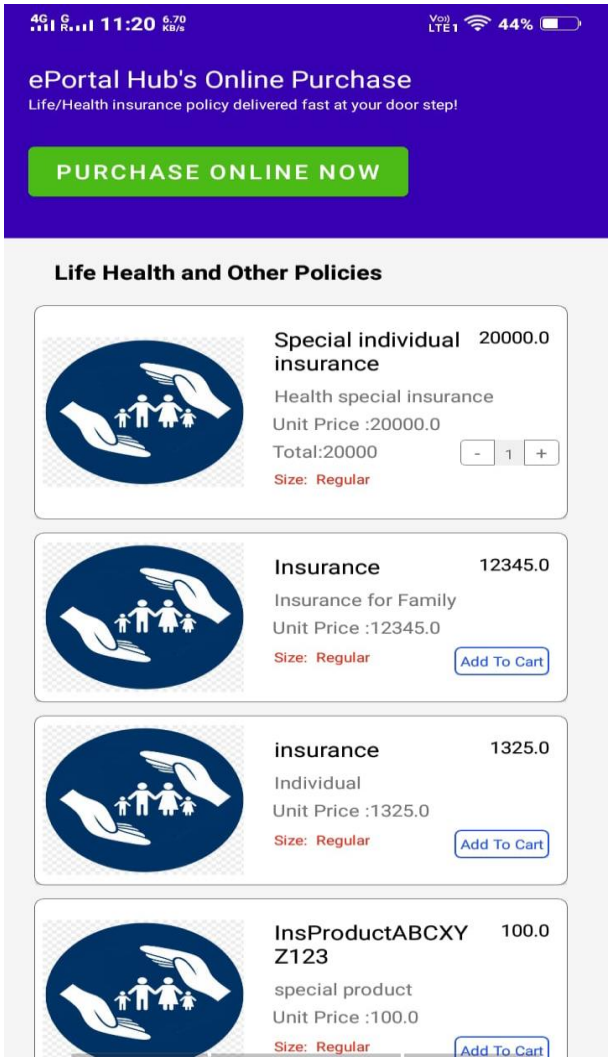 4G G R 11:20 6.70 KB/s Vo)) LTE1 44%
ePortal Hub's Online Purchase
Life/Health insurance policy delivered fast at your door step!
PURCHASE ONLINE NOW
Life Health and Other Policies
Special individual 20000.0
insurance
Health special insurance
Unit Price :20000.0
Total:20000 - 1 +
Size: Regular
Insurance 12345.0
Insurance for Family
Unit Price :12345.0
Size: Regular Add To Cart
insurance 1325.0
Individual
Unit Price :1325.0
Size: Regular Add To Cart
InsProductABCXY 100.0
Z123
special product
Unit Price :100.0
Size: Regular Add To Cart